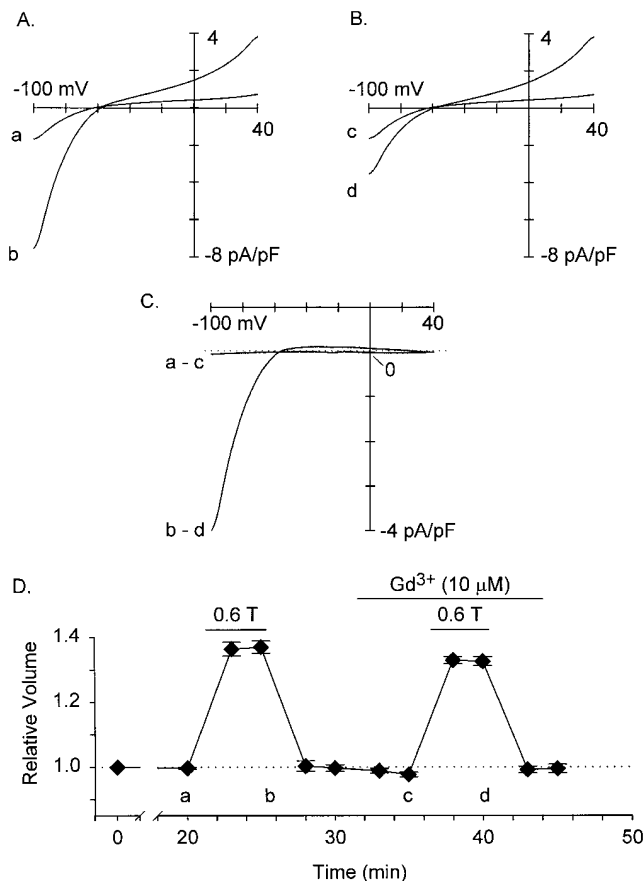 A.
4
-100 mV
40
a
b
-8 pA/pF
B.
4
-100 mV
40
c
d
-8 pA/pF
C.
-100 mV
40
a - c
0
b - d
-4 pA/pF
D.
Gd3+ (10 µM)
0.6 T
0.6 T
Relative Volume
1.4
1.2
1.0
a
b
c
d
0
20
30
40
50
Time (min)